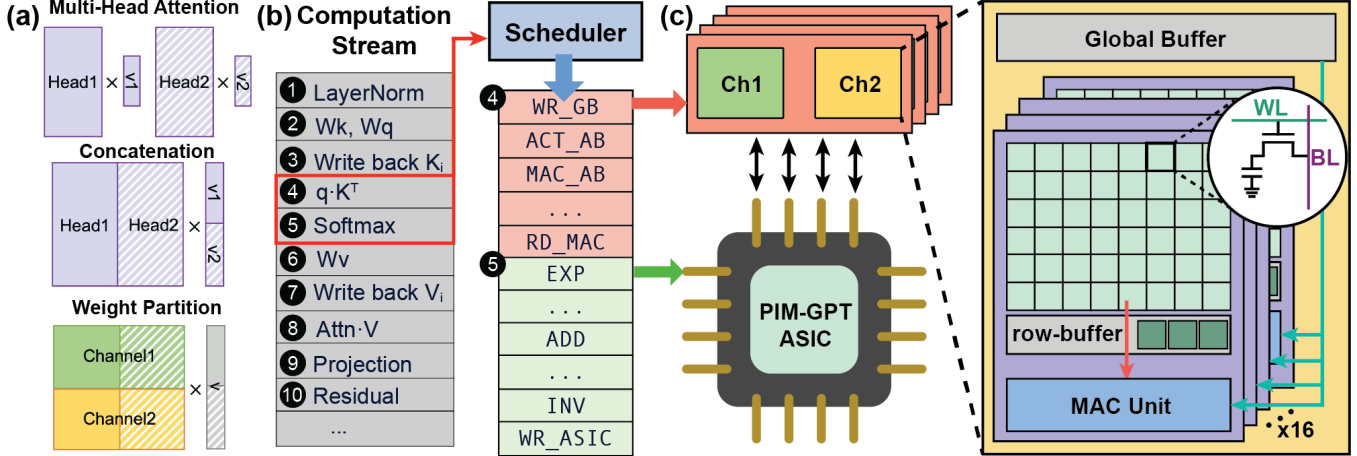 (a)
Multi-Head Attention
Head1 × v1 Head2 × v2
Concatenation
Head1 Head2 × v1
v2
Weight Partition
Channel1
Channel2
× v
(b) Computation
Stream
1 LayerNorm
2 Wk, Wq
3 Write back Kᵢ
4 q·Kᵀ
5 Softmax
6 Wv
7 Write back Vᵢ
8 Attn·V
9 Projection
10 Residual
...
Scheduler
4
WR_GB
ACT_AB
MAC_AB
...
RD_MAC
5
EXP
...
ADD
...
INV
WR_ASIC
(c)
Ch1 Ch2
PIM-GPT
ASIC
Global Buffer
WL
BL
row-buffer
MAC Unit
x16